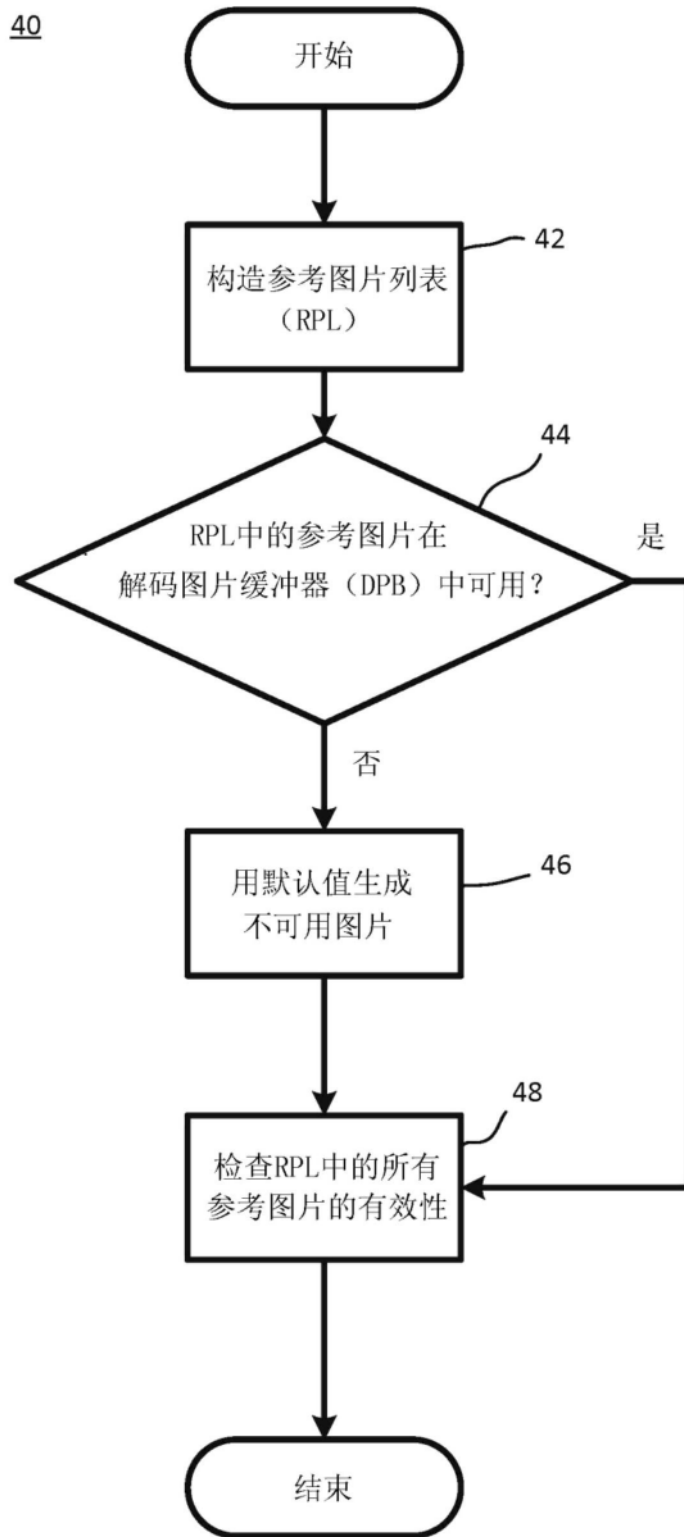 40
开始
42
构造参考图片列表
（RPL）
44
RPL中的参考图片在
解码图片缓冲器（DPB）中可用？
是
否
46
用默认值生成
不可用图片
48
检查RPL中的所有
参考图片的有效性
结束